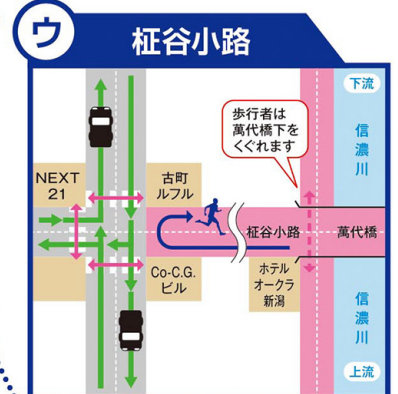 ウ
柾谷小路
下流
歩行者は
萬代橋下を
くぐれます
信濃川
NEXT
21
古町
ルフル
柾谷小路
萬代橋
Co-C.G.
ビル
ホテル
オークラ
新潟
信濃川
上流